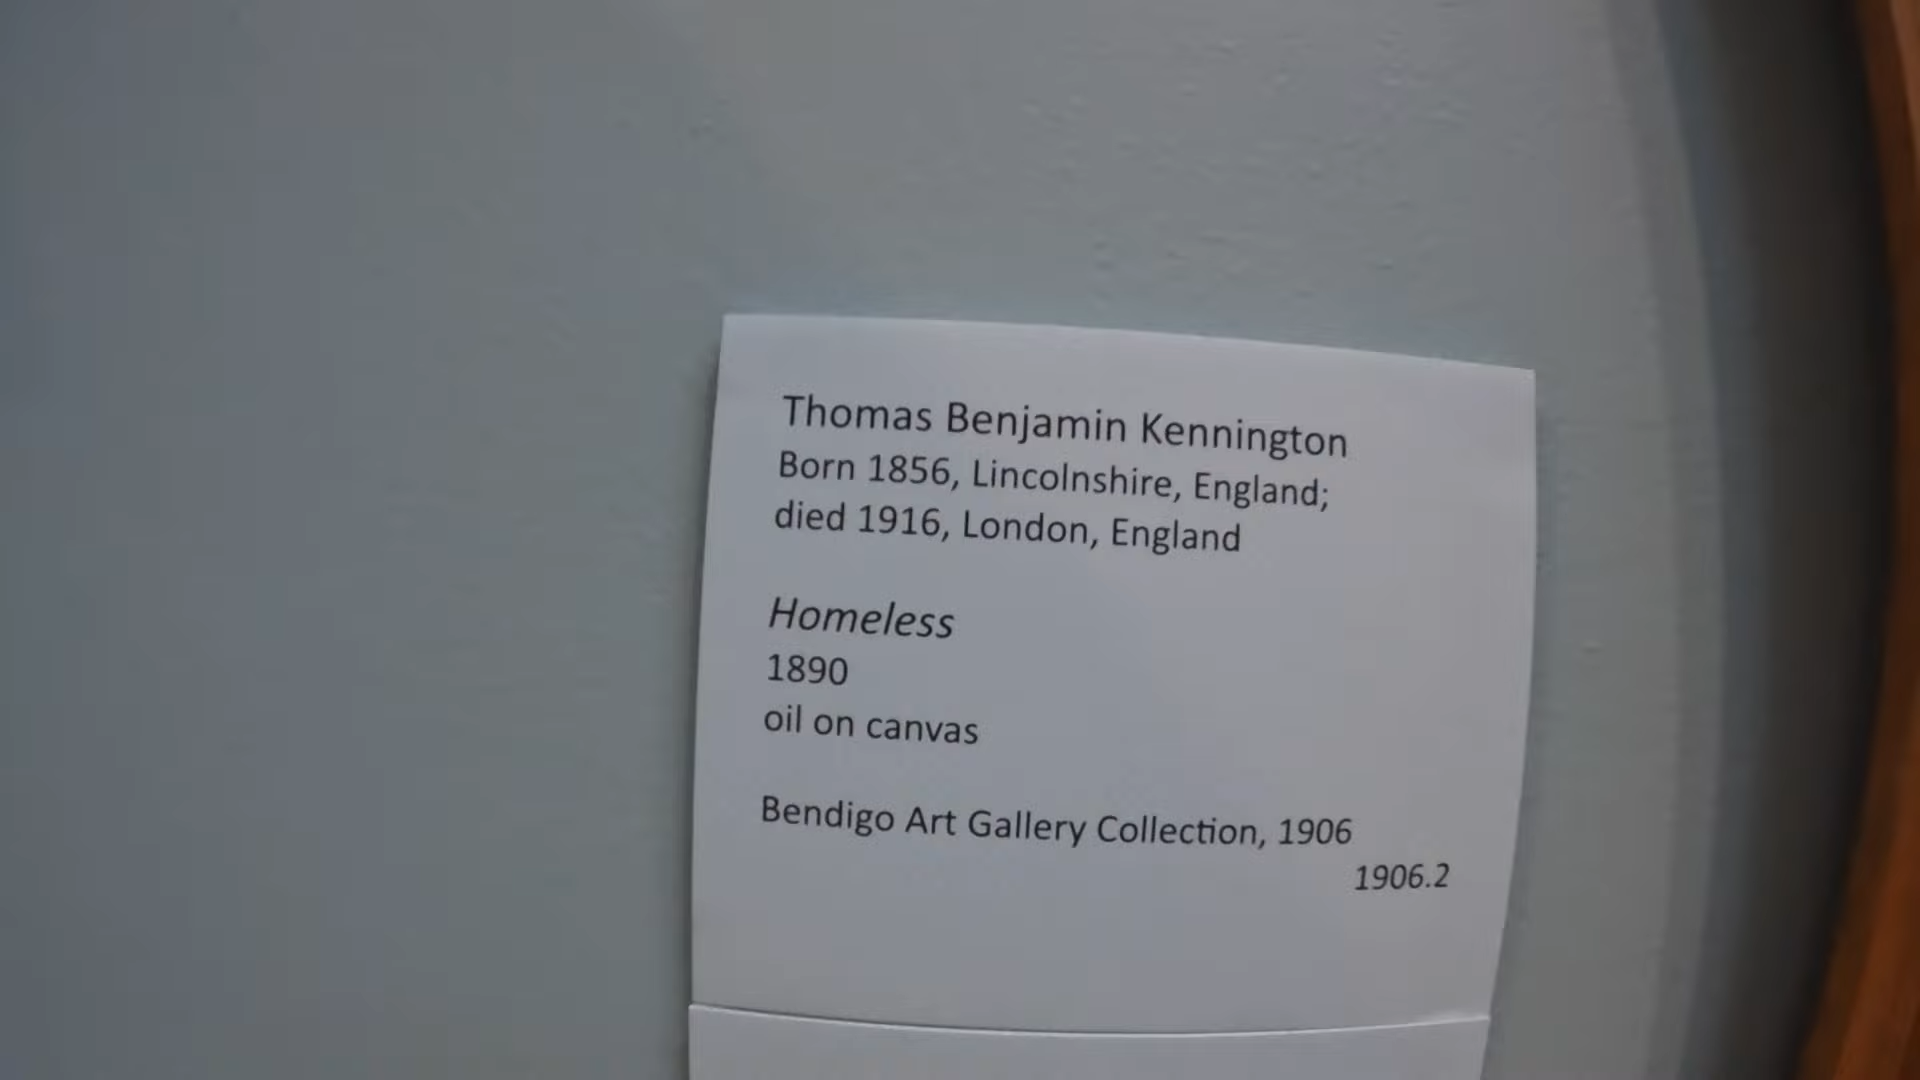 Thomas Benjamin Kennington
Born 1856, Lincolnshire, England;
died 1916, London, England
Homeless
1890
oil on canvas
Bendigo Art Gallery Collection, 1906
1906.2